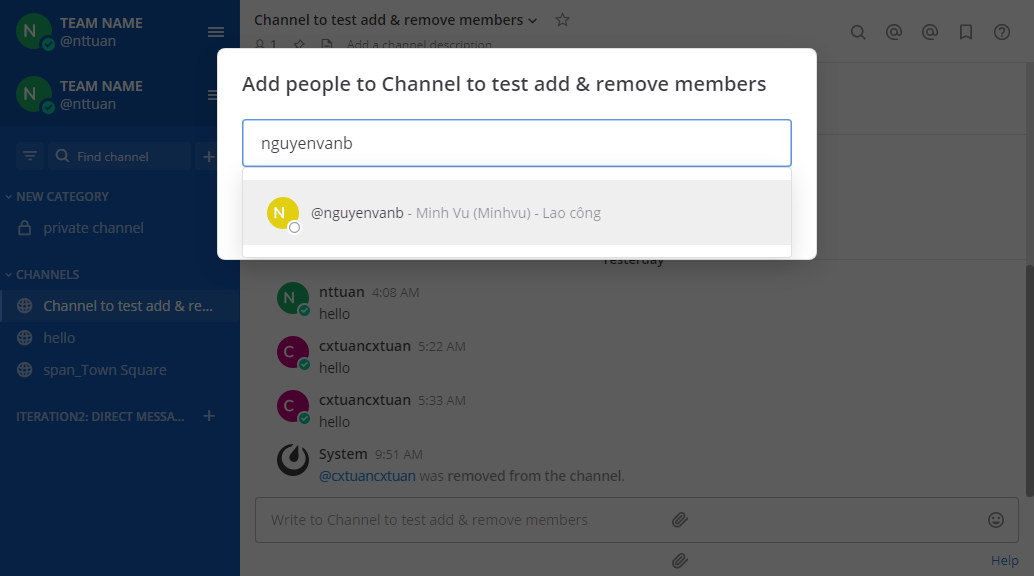 N
TEAM NAME
@nttuan
N
TEAM NAME
@nttuan
Find channel
NEW CATEGORY
private channel
CHANNELS
Channel to test add & re...
hello
span_Town Square
ITERATION2: DIRECT MESSA...
Channel to test add & remove members
1
Add a channel description
Add people to Channel to test add & remove members
nguyenvanb
N
@nguyenvanb - Minh Vu (Minhvu) - Lao công
Yesterday
N
nttuan 4:08 AM
hello
C
cxtuancxtuan 5:22 AM
hello
C
cxtuancxtuan 5:33 AM
hello
System 9:51 AM
@cxtuancxtuan was removed from the channel.
Write to Channel to test add & remove members
Help